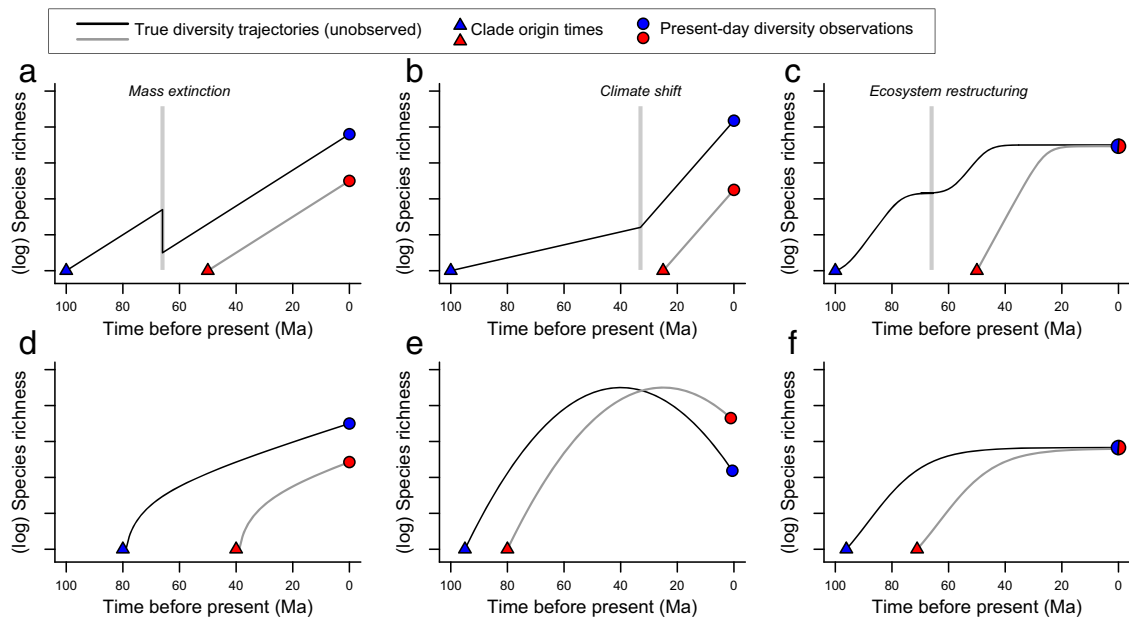 True diversity trajectories (unobserved)
Clade origin times
Present-day diversity observations
a
Mass extinction
(log) Species richness
100 80 60 40 20 0
Time before present (Ma)
b
Climate shift
(log) Species richness
100 80 60 40 20 0
Time before present (Ma)
c
Ecosystem restructuring
(log) Species richness
100 80 60 40 20 0
Time before present (Ma)
d
(log) Species richness
100 80 60 40 20 0
Time before present (Ma)
e
(log) Species richness
100 80 60 40 20 0
Time before present (Ma)
f
(log) Species richness
100 80 60 40 20 0
Time before present (Ma)